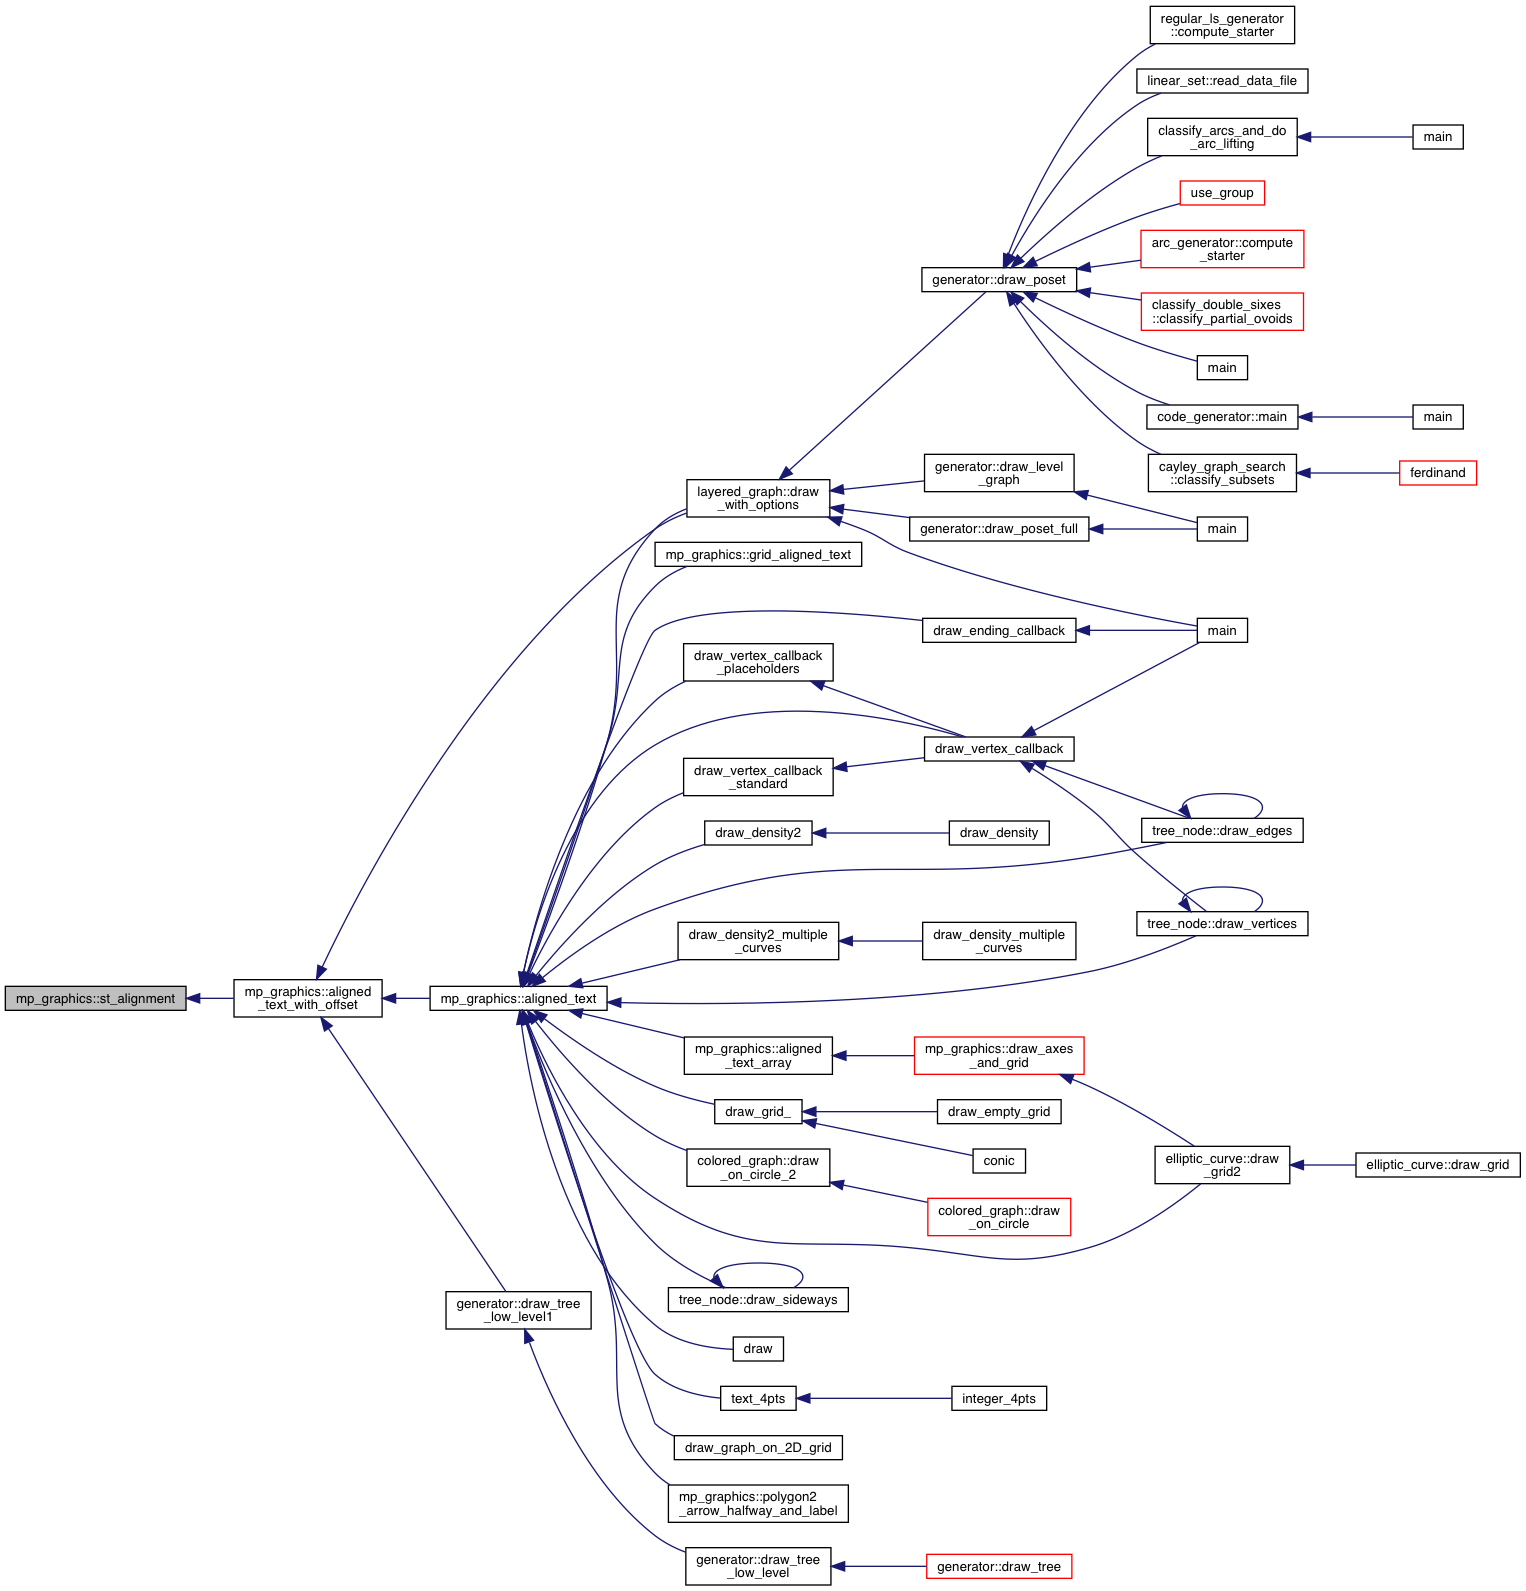 regular_ls_generator
::compute_starter
linear_set::read_data_file
classify_arcs_and_do
_arc_lifting
main
use_group
arc_generator::compute
_starter
generator::draw_poset
classify_double_sixes
::classify_partial_ovoids
main
code_generator::main
main
cayley_graph_search
::classify_subsets
ferdinand
layered_graph::draw
_with_options
generator::draw_level
_graph
generator::draw_poset_full
main
mp_graphics::grid_aligned_text
draw_ending_callback
main
draw_vertex_callback
_placeholders
draw_vertex_callback
draw_vertex_callback
_standard
draw_density2
draw_density
tree_node::draw_edges
draw_density2_multiple
_curves
draw_density_multiple
_curves
tree_node::draw_vertices
mp_graphics::st_alignment
mp_graphics::aligned
_text_with_offset
mp_graphics::aligned_text
mp_graphics::aligned
_text_array
mp_graphics::draw_axes
_and_grid
draw_grid_
draw_empty_grid
conic
colored_graph::draw
_on_circle_2
colored_graph::draw
_on_circle
elliptic_curve::draw
_grid2
elliptic_curve::draw_grid
tree_node::draw_sideways
generator::draw_tree
_low_level1
draw
text_4pts
integer_4pts
draw_graph_on_2D_grid
mp_graphics::polygon2
_arrow_halfway_and_label
generator::draw_tree
_low_level
generator::draw_tree